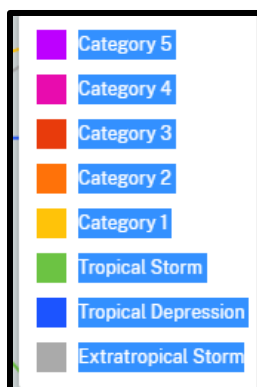 Category 5
Category 4
Category 3
Category 2
Category 1
Tropical Storm
Tropical Depression
Extratropical Storm